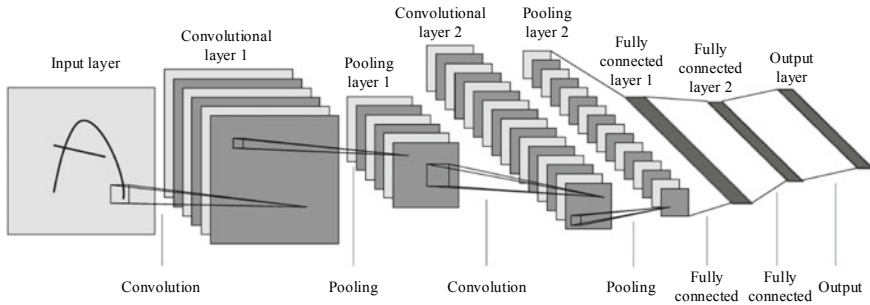 Input layer
Convolutional
layer 1
Pooling
layer 1
Convolutional
layer 2
Pooling
layer 2
Fully
connected
layer 1
Fully
connected
layer 2
Output
layer
A
Convolution
Pooling
Convolution
Pooling
Fully
connected
Fully
connected
Output